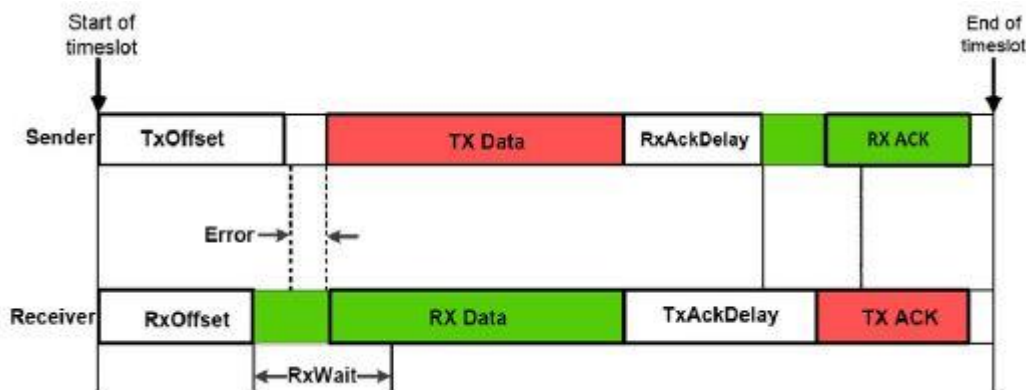 Start of
timeslot
End of
timeslot
Sender
TxOffset
TX Data
RxAckDelay
RX ACK
Error
Receiver
RxOffset
RX Data
TxAckDelay
TX ACK
RxWait